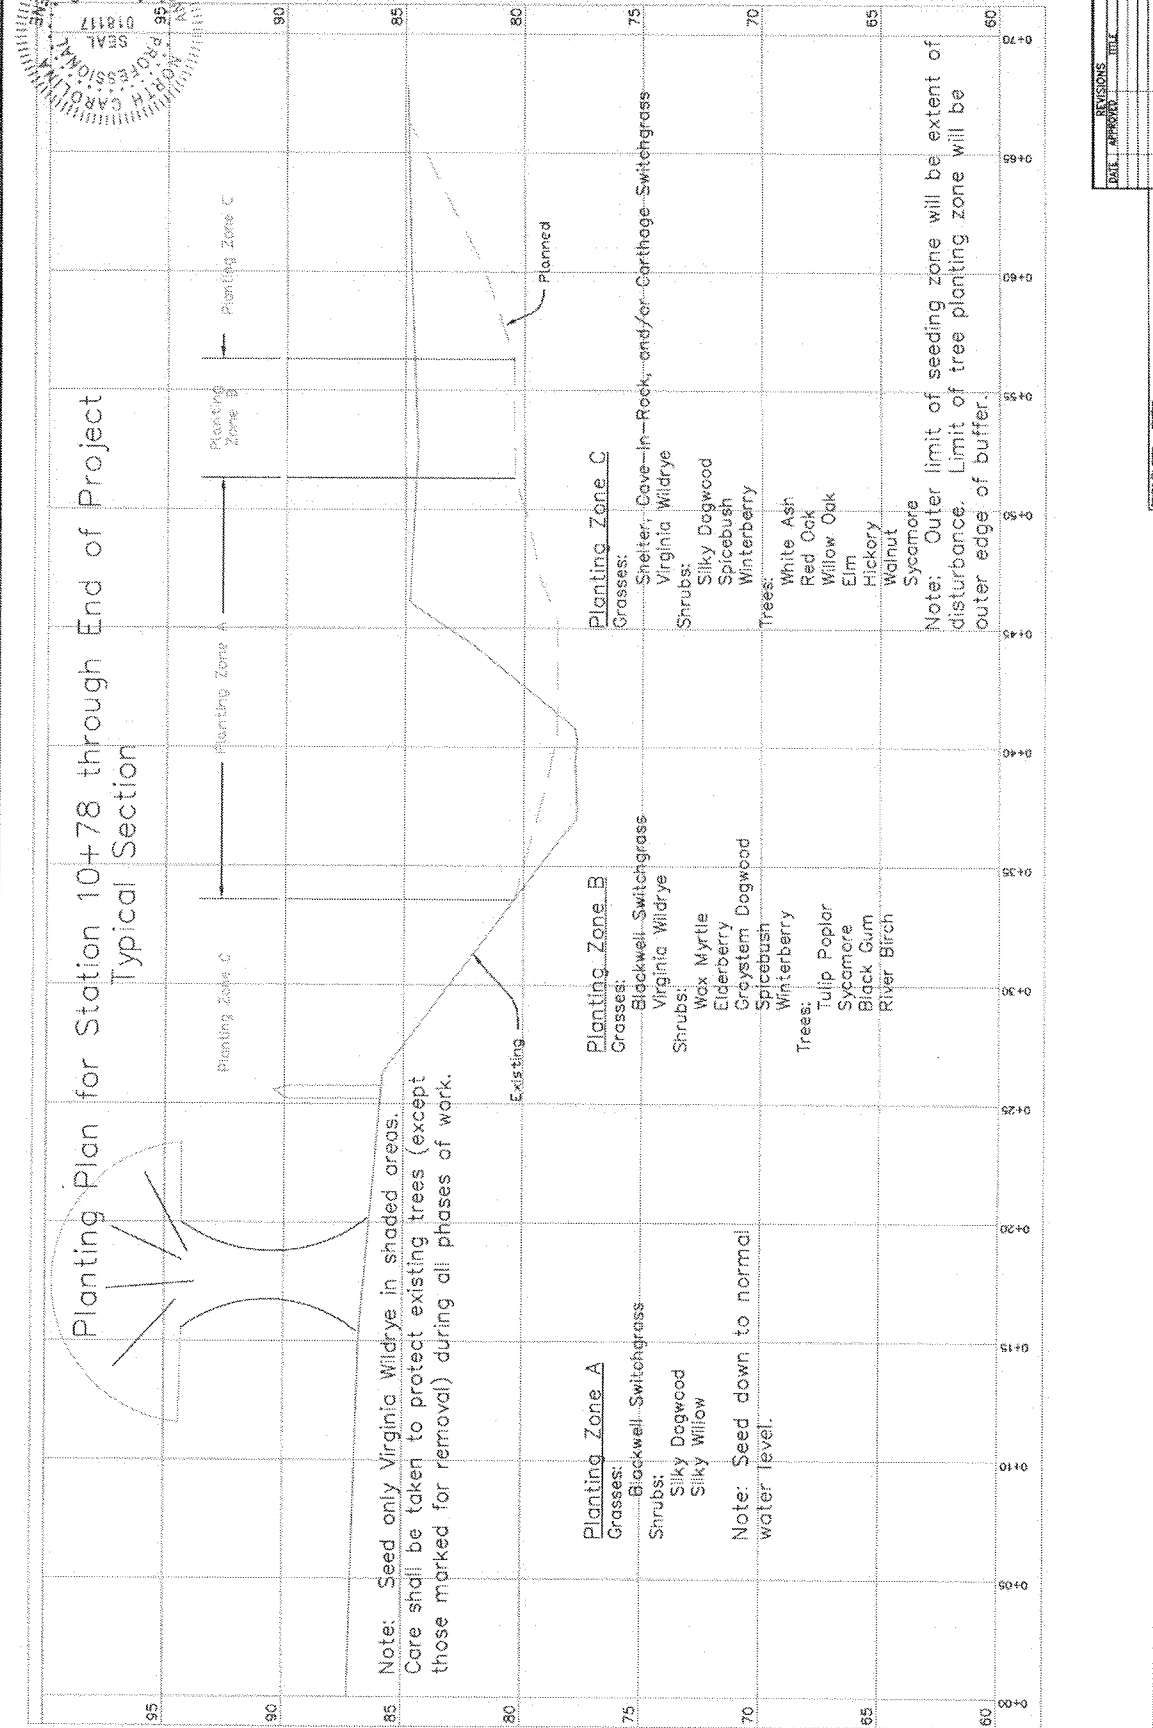 Planting Plan for Station 10+78 through End of Project
Typical Section
NORTH CAROLINA
PROFESSIONAL
SEAL
018117
Planting Zone C
Planting Zone A
Planting
Zone B
Planting Zone C
95
90
85
80
75
70
65
60
95
90
85
80
75
70
65
60
Existing
Planned
Note: Seed only Virginia Wildrye in shaded areas.
Care shall be taken to protect existing trees (except
those marked for removal) during all phases of work.
Planting Zone A
Grasses:
Blackwell Switchgrass
Shrubs:
Silky Dogwood
Silky Willow
Note: Seed down to normal
water level.
Planting Zone B
Grasses:
Blackwell Switchgrass
Virginia Wildrye
Shrubs:
Wax Myrtle
Elderberry
Graystem Dogwood
Spicebush
Winterberry
Trees:
Tulip Poplar
Sycamore
Black Gum
River Birch
Planting Zone C
Grasses:
Shelter, Cave-In-Rock, and/or Carthage Switchgrass
Virginia Wildrye
Shrubs:
Silky Dogwood
Spicebush
Winterberry
Trees:
White Ash
Red Oak
Willow Oak
Elm
Hickory
Walnut
Sycamore
Note: Outer limit of seeding zone will be extent of
disturbance. Limit of tree planting zone will be
outer edge of buffer.
0+00
0+05
0+10
0+15
0+20
0+25
0+30
0+35
0+40
0+45
0+50
0+55
0+60
0+65
0+70
REVISIONS
DATE APPROVED TITLE